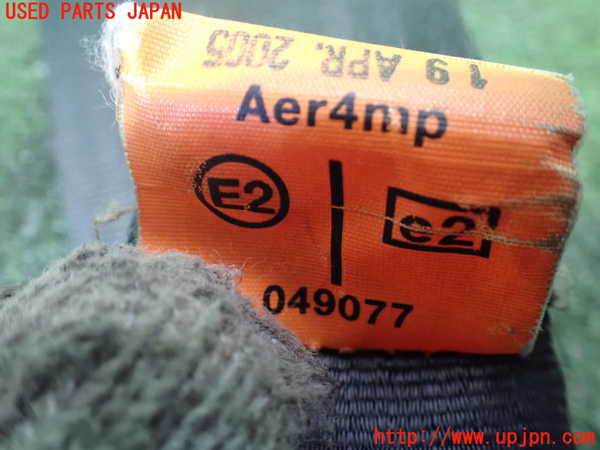 USED PARTS JAPAN
19 APR. 2005
Aer4mp
E2 e2
049077
http://www.upjpn.com/